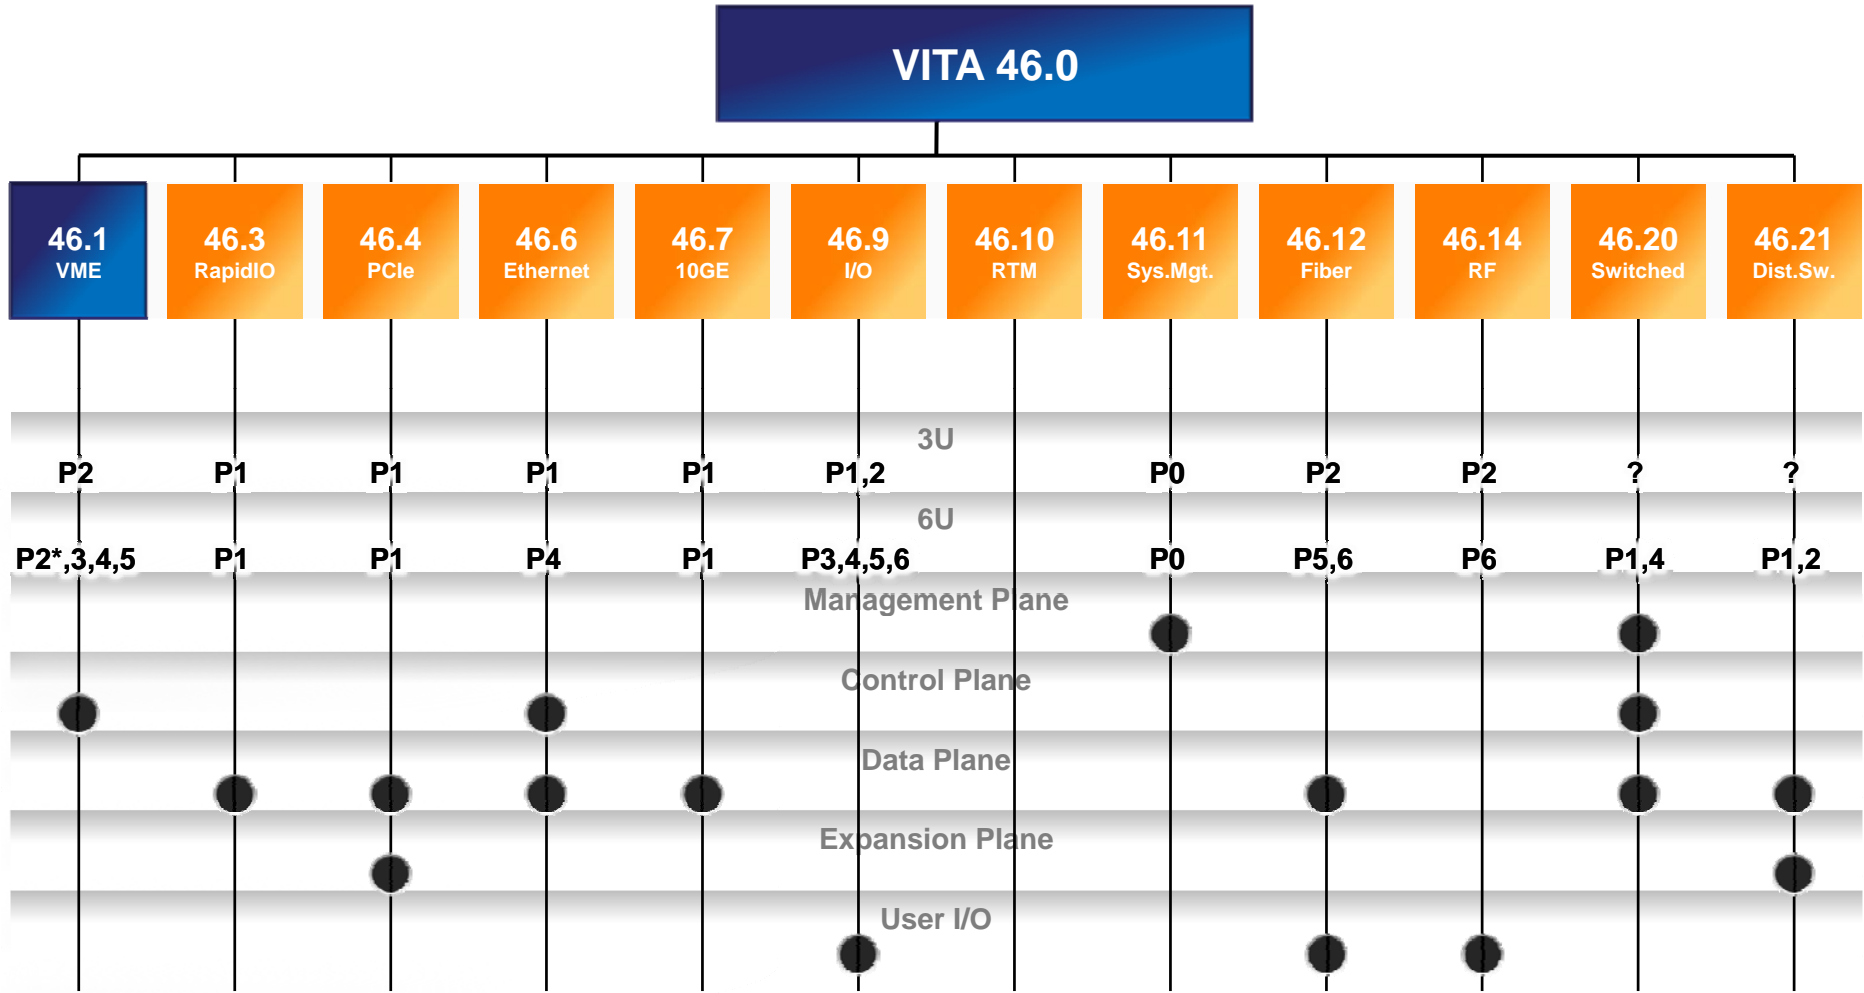 VITA 46.0
46.1 46.3 46.4 46.6 46.7 46.9 46.10 46.11 46.12 46.14 46.20 46.21
VME RapidIO PCIe Ethernet 10GE I/O RTM Sys.Mgt. Fiber RF Switched Dist.Sw.
3U
P2 P1 P1 P1 P1 P1,2 P0 P2 P2 ? ?
6U
P2*,3,4,5 P1 P1 P4 P1 P3,4,5,6 P0 P5,6 P6 P1,4 P1,2
Management Plane
Control Plane
Data Plane
Expansion Plane
User I/O